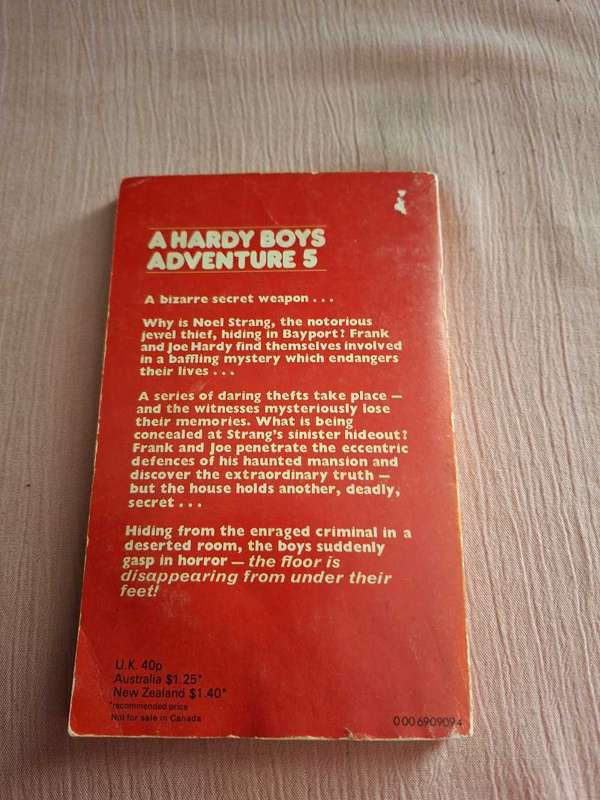 A HARDY BOYS
ADVENTURE 5
A bizarre secret weapon . . .
Why is Noel Strang, the notorious
jewel thief, hiding in Bayport? Frank
and Joe Hardy find themselves involved
in a baffling mystery which endangers
their lives . . .
A series of daring thefts take place —
and the witnesses mysteriously lose
their memories. What is being
concealed at Strang's sinister hideout?
Frank and Joe penetrate the eccentric
defences of his haunted mansion and
discover the extraordinary truth —
but the house holds another, deadly,
secret . . .
Hiding from the enraged criminal in a
deserted room, the boys suddenly
gasp in horror — the floor is
disappearing from under their
feet!
U.K. 40p
Australia $1.25*
New Zealand $1.40*
*recommended price
Not for sale in Canada
0 00 690909 4